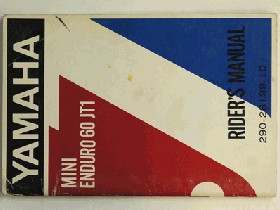 YAMAHA
MINI
ENDURO 60 JT1
RIDER'S MANUAL